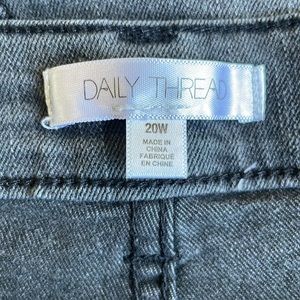 DAILY THREAD
20W
MADE IN
CHINA
FABRIQUÉ
EN CHINE